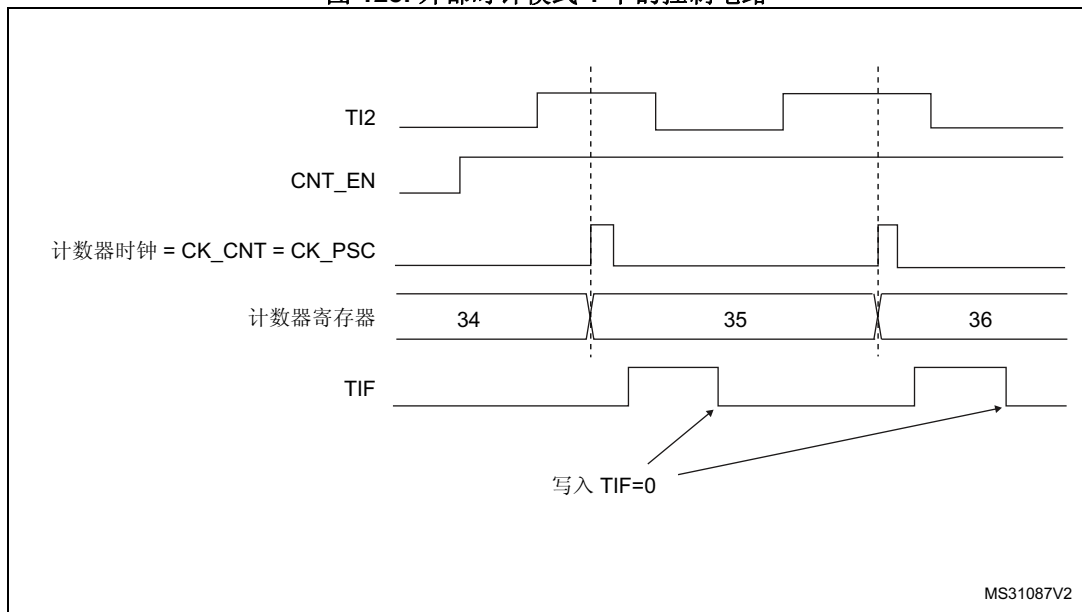 TI2
CNT_EN
计数器时钟 = CK_CNT = CK_PSC
计数器寄存器 34 35 36
TIF
写入 TIF=0
MS31087V2